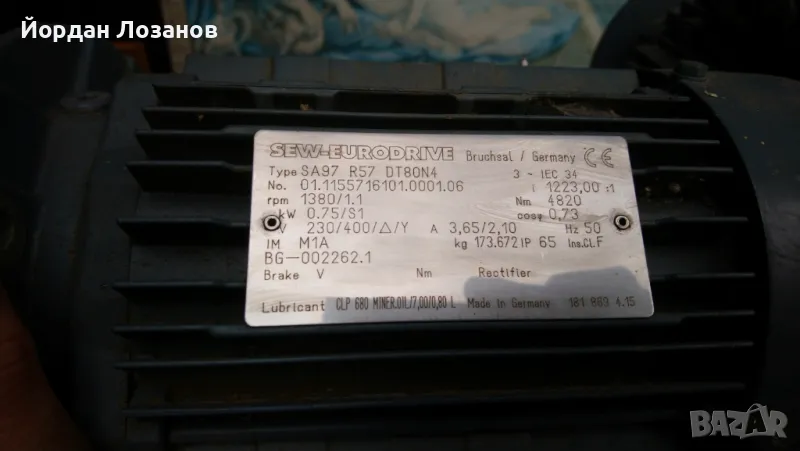 Йордан Лозанов
SEW-EURODRIVE Bruchsal / Germany CE
Type SA97 R57 DT80N4 3 - IEC 34
No. 01.1155716101.0001.06 i 1223,00 :1
rpm 1380/1.1 Nm 4820
kW 0.75/S1 cosφ 0,73
V 230/400/△/Y A 3,65/2,10 Hz 50
IM M1A kg 173.672 IP 65 Ins.Cl. F
BG-002262.1
Brake V Nm Rectifier
Lubricant CLP 680 MINER.OIL/7,00/0,80 L Made in Germany 181 869 4.15
BAZAR